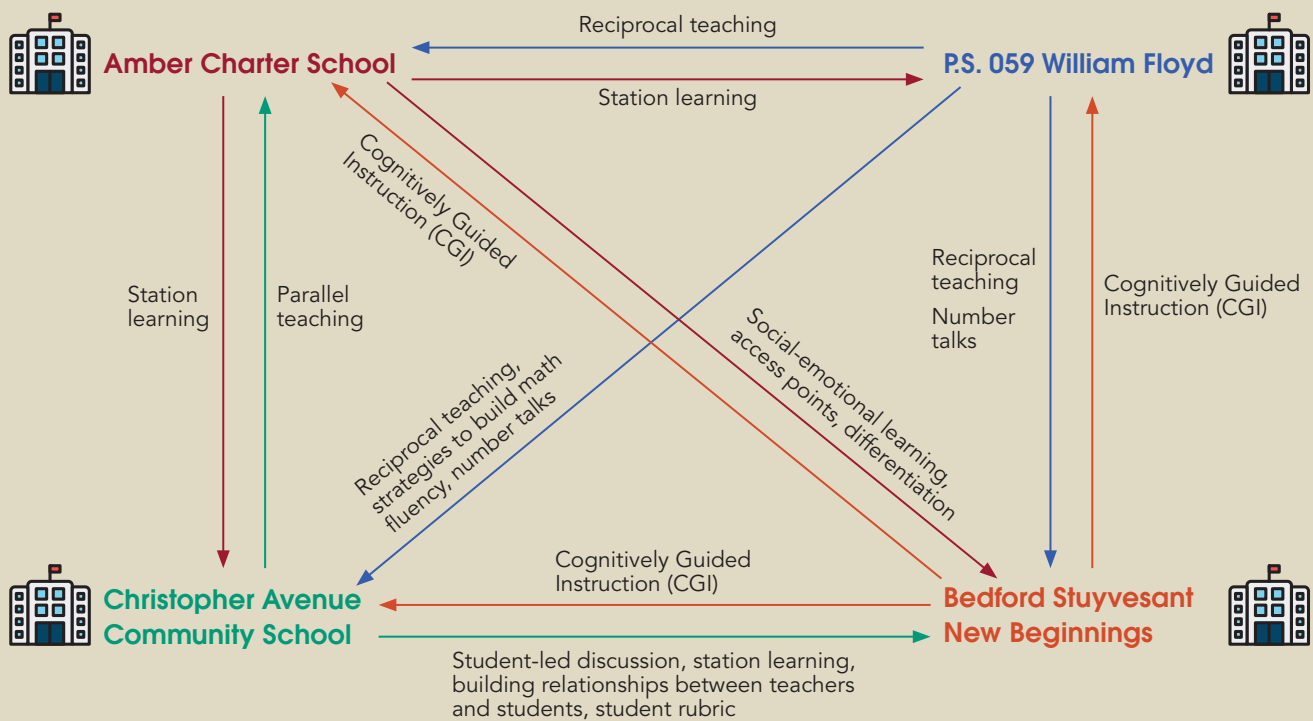 Reciprocal teaching
Amber Charter School
P.S. 059 William Floyd
Station learning
Cognitively Guided
Instruction (CGI)
Station
learning
Parallel
teaching
Reciprocal
teaching
Number
talks
Cognitively Guided
Instruction (CGI)
Social-emotional learning,
access points, differentiation
Reciprocal teaching,
strategies to build math
fluency, number talks
Cognitively Guided
Instruction (CGI)
Christopher Avenue
Community School
Bedford Stuyvesant
New Beginnings
Student-led discussion, station learning,
building relationships between teachers
and students, student rubric